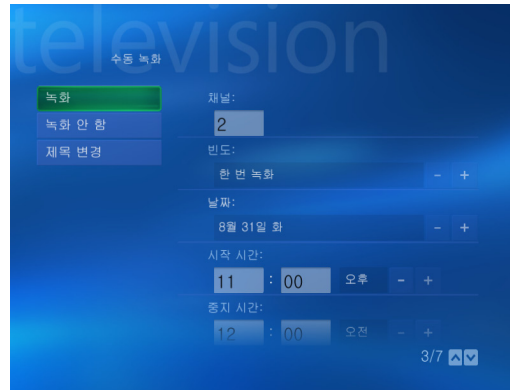 television
수동 녹화
녹화
녹화 안 함
제목 변경
채널:
2
빈도:
한 번 녹화 - +
날짜:
8월 31일 화 - +
시작 시간:
11 : 00 오후 - +
중지 시간:
12 : 00 오전 - +
3/7